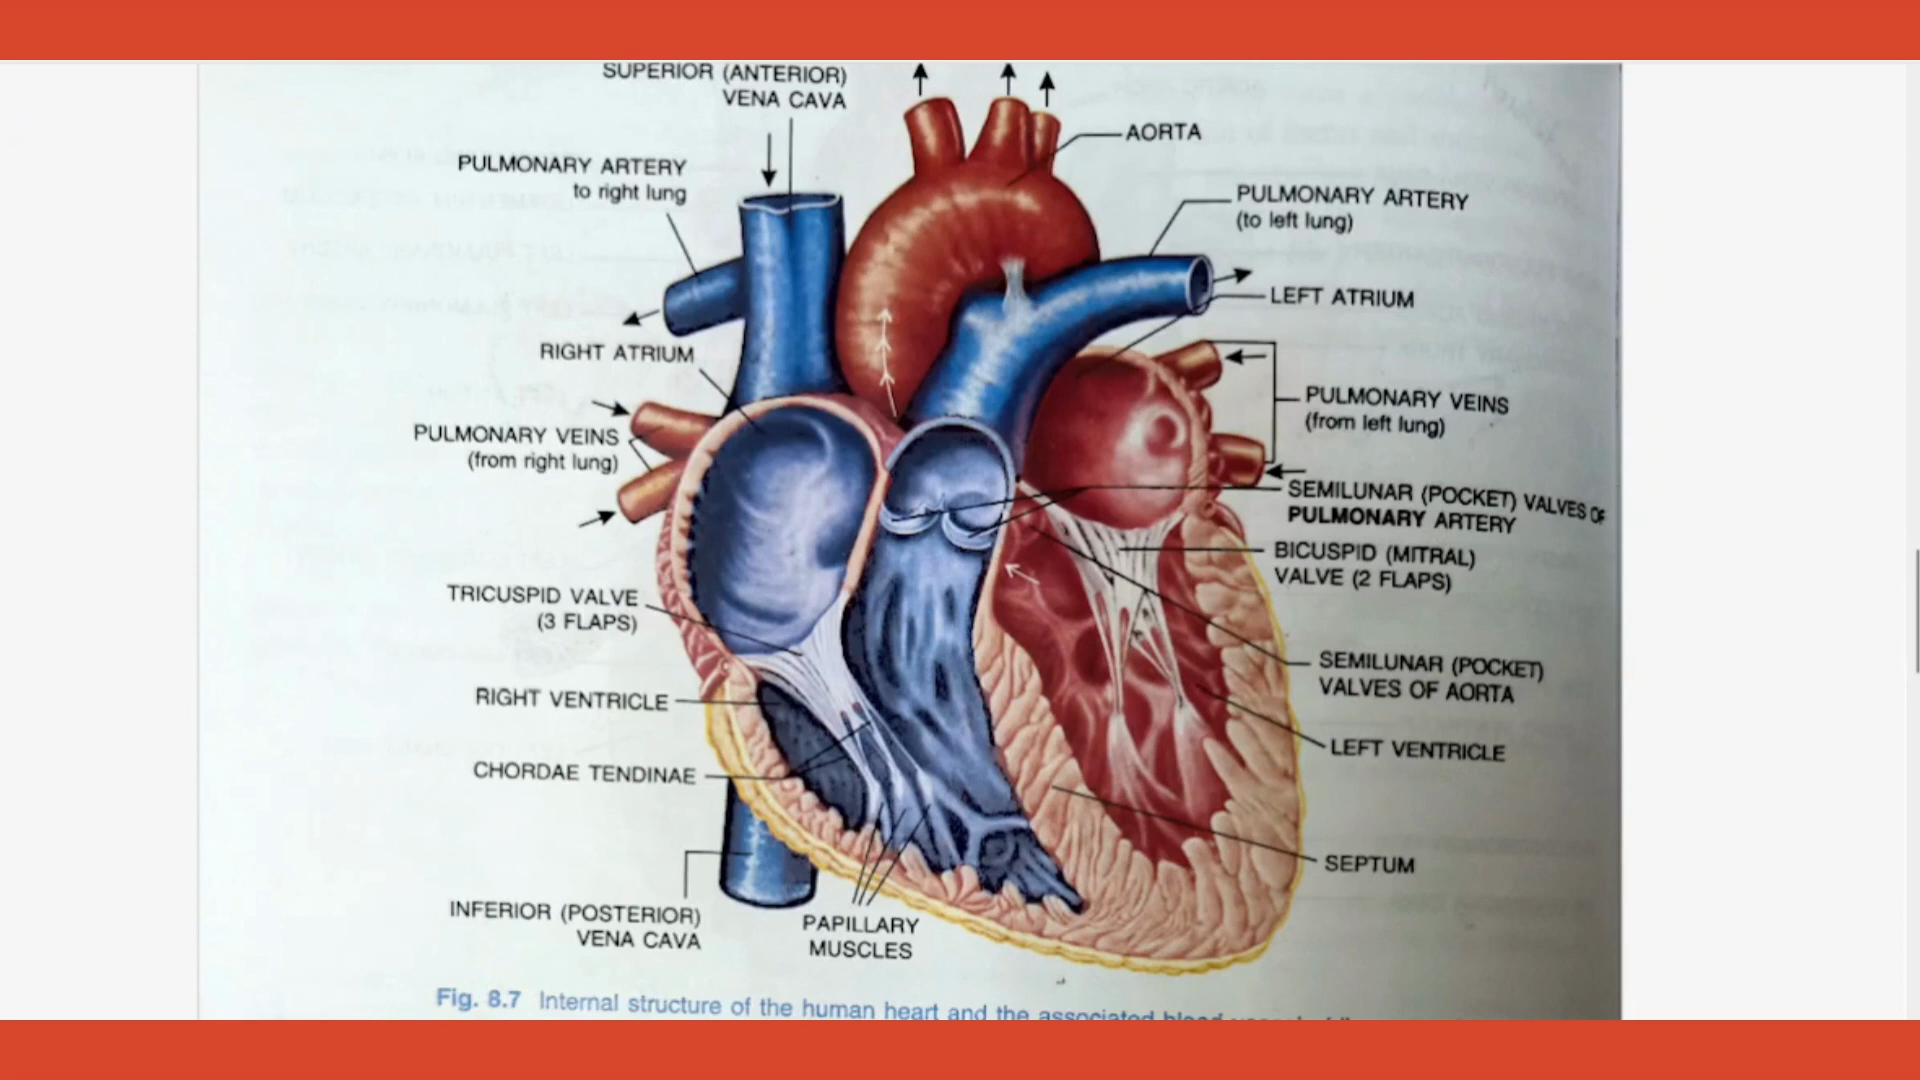 SUPERIOR (ANTERIOR)
VENA CAVA
AORTA
PULMONARY ARTERY
to right lung
PULMONARY ARTERY
(to left lung)
LEFT ATRIUM
RIGHT ATRIUM
PULMONARY VEINS
(from left lung)
PULMONARY VEINS
(from right lung)
SEMILUNAR (POCKET) VALVES OF
PULMONARY ARTERY
BICUSPID (MITRAL)
VALVE (2 FLAPS)
TRICUSPID VALVE
(3 FLAPS)
SEMILUNAR (POCKET)
VALVES OF AORTA
RIGHT VENTRICLE
LEFT VENTRICLE
CHORDAE TENDINAE
SEPTUM
INFERIOR (POSTERIOR)
VENA CAVA
PAPILLARY
MUSCLES
Fig. 8.7 Internal structure of the human heart and the associated blood